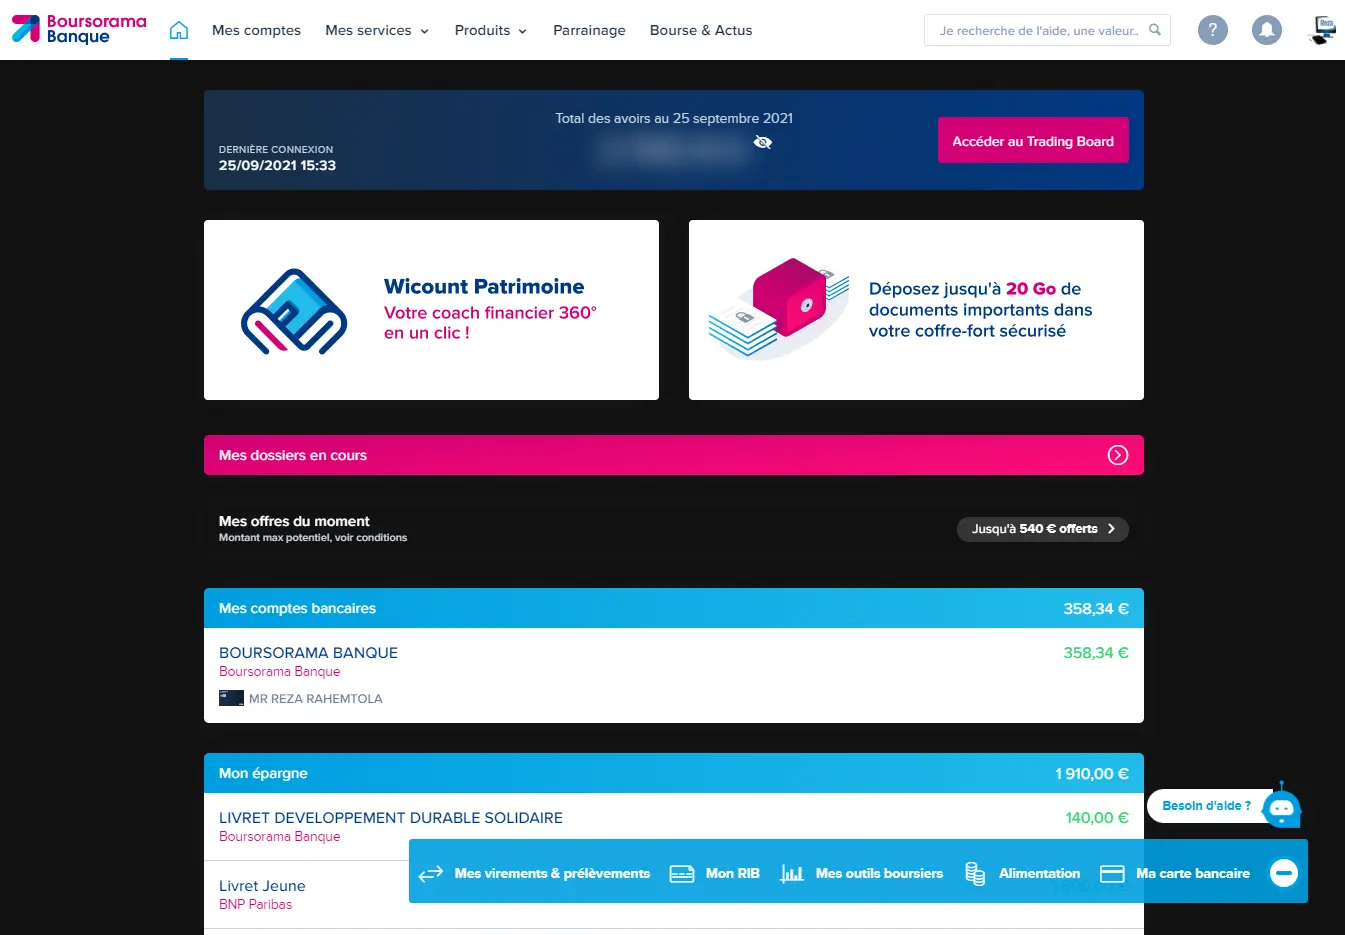 Boursorama
Banque
Mes comptes
Mes services
Produits
Parrainage
Bourse & Actus
Je recherche de l'aide, une valeur..
?
Reza
Total des avoirs au 25 septembre 2021
DERNIÈRE CONNEXION
25/09/2021 15:33
Accéder au Trading Board
Wicount Patrimoine
Votre coach financier 360°
en un clic !
Déposez jusqu'à 20 Go de
documents importants dans
votre coffre-fort sécurisé
Mes dossiers en cours
Mes offres du moment
Montant max potentiel, voir conditions
Jusqu'à 540 € offerts
Mes comptes bancaires
358,34 €
BOURSORAMA BANQUE
358,34 €
Boursorama Banque
MR REZA RAHEMTOLA
Mon épargne
1 910,00 €
LIVRET DEVELOPPEMENT DURABLE SOLIDAIRE
140,00 €
Boursorama Banque
Besoin d'aide ?
Livret Jeune
BNP Paribas
Mes virements & prélèvements
Mon RIB
Mes outils boursiers
Alimentation
Ma carte bancaire